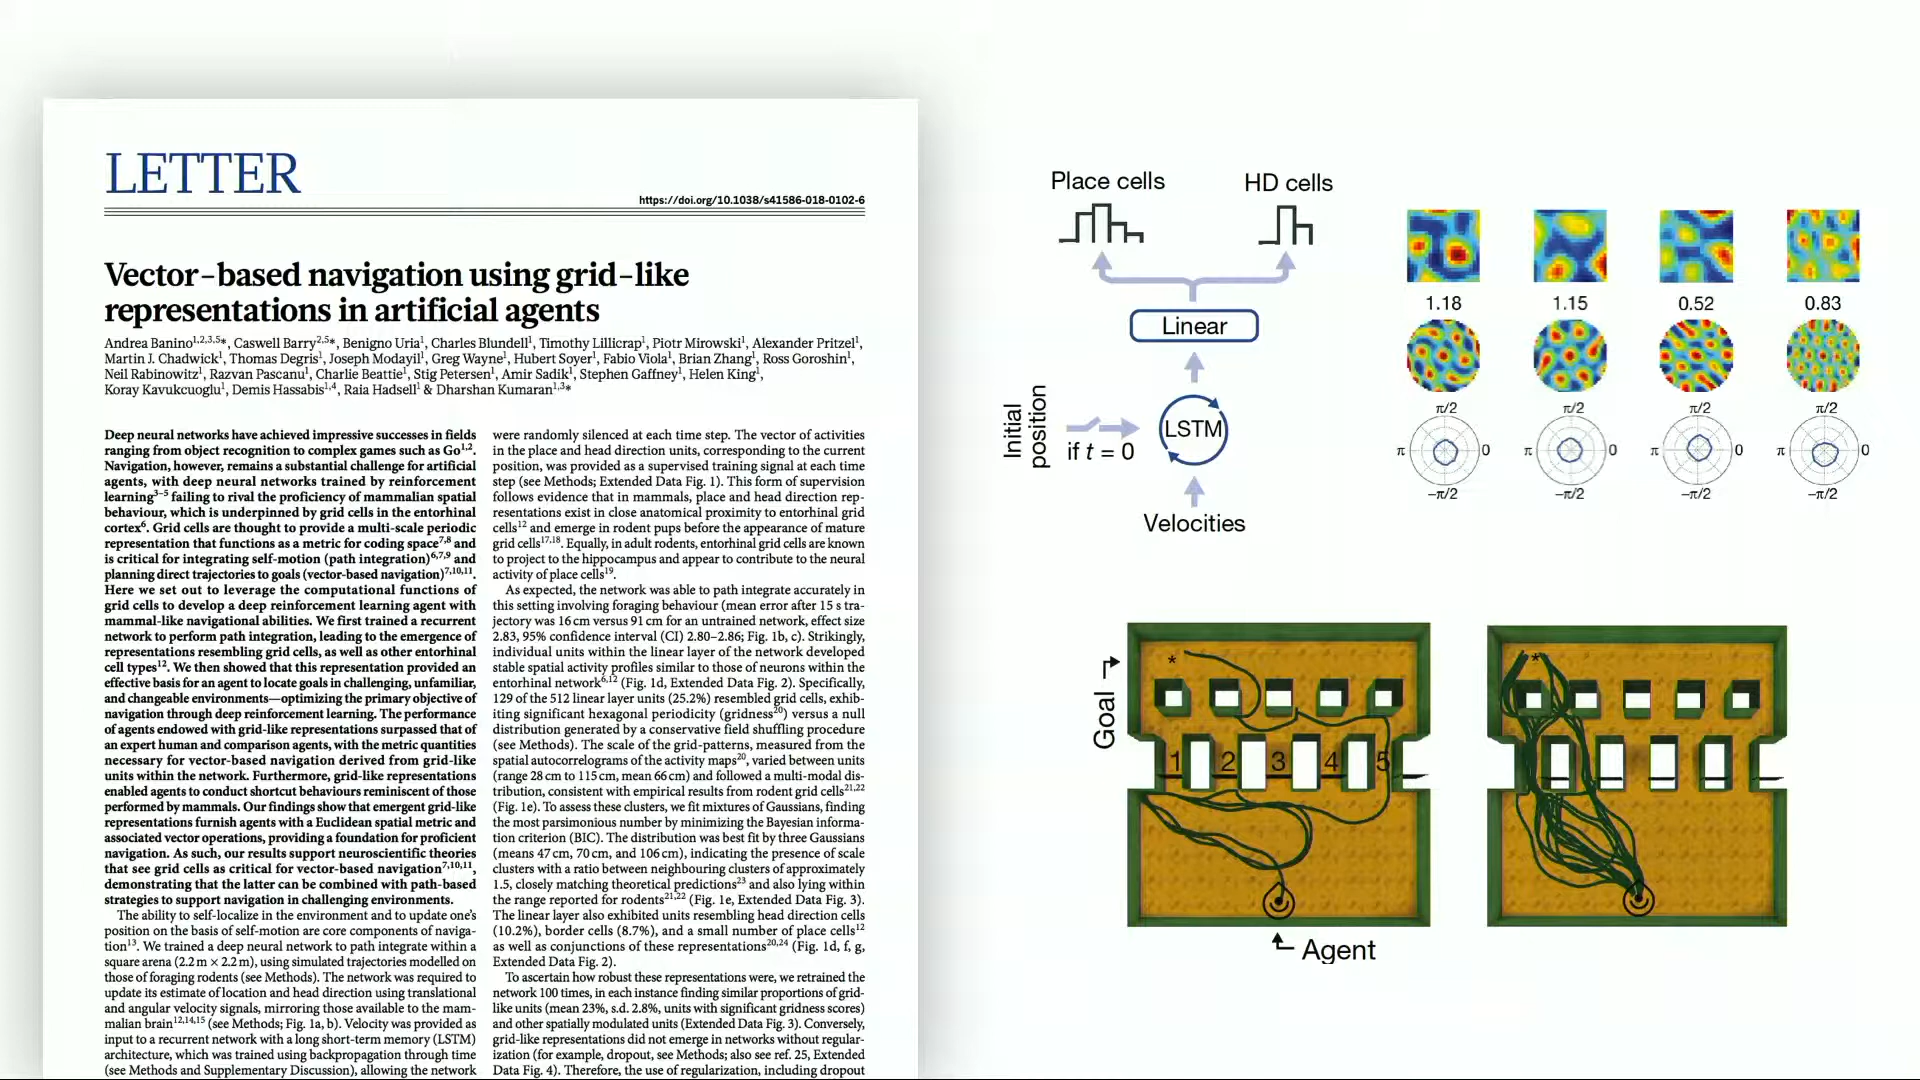 LETTER
https://doi.org/10.1038/s41586-018-0102-6
Vector-based navigation using grid-like
representations in artificial agents
Andrea Banino1,2,3,5*, Caswell Barry2,5*, Benigno Uria1, Charles Blundell1, Timothy Lillicrap1, Piotr Mirowski1, Alexander Pritzel1,
Martin J. Chadwick1, Thomas Degris1, Joseph Modayil1, Greg Wayne1, Hubert Soyer1, Fabio Viola1, Brian Zhang1, Ross Goroshin1,
Neil Rabinowitz1, Razvan Pascanu1, Charlie Beattie1, Stig Petersen1, Amir Sadik1, Stephen Gaffney1, Helen King1,
Koray Kavukcuoglu1, Demis Hassabis1,4, Raia Hadsell1 & Dharshan Kumaran1,3*
Deep neural networks have achieved impressive successes in fields
ranging from object recognition to complex games such as Go1,2.
Navigation, however, remains a substantial challenge for artificial
agents, with deep neural networks trained by reinforcement
learning3–5 failing to rival the proficiency of mammalian spatial
behaviour, which is underpinned by grid cells in the entorhinal
cortex6. Grid cells are thought to provide a multi-scale periodic
representation that functions as a metric for coding space7,8 and
is critical for integrating self-motion (path integration)6,7,9 and
planning direct trajectories to goals (vector-based navigation)7,10,11.
Here we set out to leverage the computational functions of
grid cells to develop a deep reinforcement learning agent with
mammal-like navigational abilities. We first trained a recurrent
network to perform path integration, leading to the emergence of
representations resembling grid cells, as well as other entorhinal
cell types12. We then showed that this representation provided an
effective basis for an agent to locate goals in challenging, unfamiliar,
and changeable environments—optimizing the primary objective of
navigation through deep reinforcement learning. The performance
of agents endowed with grid-like representations surpassed that of
an expert human and comparison agents, with the metric quantities
necessary for vector-based navigation derived from grid-like
units within the network. Furthermore, grid-like representations
enabled agents to conduct shortcut behaviours reminiscent of those
performed by mammals. Our findings show that emergent grid-like
representations furnish agents with a Euclidean spatial metric and
associated vector operations, providing a foundation for proficient
navigation. As such, our results support neuroscientific theories
that see grid cells as critical for vector-based navigation7,10,11,
demonstrating that the latter can be combined with path-based
strategies to support navigation in challenging environments.
The ability to self-localize in the environment and to update one's
position on the basis of self-motion are core components of naviga-
tion13. We trained a deep neural network to path integrate within a
square arena (2.2 m × 2.2 m), using simulated trajectories modelled on
those of foraging rodents (see Methods). The network was required to
update its estimate of location and head direction using translational
and angular velocity signals, mirroring those available to the mam-
malian brain12,14,15 (see Methods; Fig. 1a, b). Velocity was provided as
input to a recurrent network with a long short-term memory (LSTM)
architecture, which was trained using backpropagation through time
(see Methods and Supplementary Discussion), allowing the network
were randomly silenced at each time step. The vector of activities
in the place and head direction units, corresponding to the current
position, was provided as a supervised training signal at each time
step (see Methods; Extended Data Fig. 1). This form of supervision
follows evidence that in mammals, place and head direction rep-
resentations exist in close anatomical proximity to entorhinal grid
cells12 and emerge in rodent pups before the appearance of mature
grid cells17,18. Equally, in adult rodents, entorhinal grid cells are known
to project to the hippocampus and appear to contribute to the neural
activity of place cells19.
As expected, the network was able to path integrate accurately in
this setting involving foraging behaviour (mean error after 15 s tra-
jectory was 16 cm versus 91 cm for an untrained network, effect size
2.83, 95% confidence interval (CI) 2.80–2.86; Fig. 1b, c). Strikingly,
individual units within the linear layer of the network developed
stable spatial activity profiles similar to those of neurons within the
entorhinal network6,12 (Fig. 1d, Extended Data Fig. 2). Specifically,
129 of the 512 linear layer units (25.2%) resembled grid cells, exhib-
iting significant hexagonal periodicity (gridness20) versus a null
distribution generated by a conservative field shuffling procedure
(see Methods). The scale of the grid-patterns, measured from the
spatial autocorrelograms of the activity maps20, varied between units
(range 28 cm to 115 cm, mean 66 cm) and followed a multi-modal dis-
tribution, consistent with empirical results from rodent grid cells21,22
(Fig. 1e). To assess these clusters, we fit mixtures of Gaussians, finding
the most parsimonious number by minimizing the Bayesian informa-
tion criterion (BIC). The distribution was best fit by three Gaussians
(means 47 cm, 70 cm, and 106 cm), indicating the presence of scale
clusters with a ratio between neighbouring clusters of approximately
1.5, closely matching theoretical predictions23 and also lying within
the range reported for rodents21,22 (Fig. 1e, Extended Data Fig. 3).
The linear layer also exhibited units resembling head direction cells
(10.2%), border cells (8.7%), and a small number of place cells12
as well as conjunctions of these representations20,24 (Fig. 1d, f, g,
Extended Data Fig. 2).
To ascertain how robust these representations were, we retrained the
network 100 times, in each instance finding similar proportions of grid-
like units (mean 23%, s.d. 2.8%, units with significant gridness scores)
and other spatially modulated units (Extended Data Fig. 3). Conversely,
grid-like representations did not emerge in networks without regular-
ization (for example, dropout, see Methods; also see ref. 25, Extended
Data Fig. 4). Therefore, the use of regularization, including dropout
Place cells HD cells
Linear
LSTM
Initial
position
if t = 0
Velocities
1.18 1.15 0.52 0.83
π/2 π/2 π/2 π/2
π 0 π 0 π 0 π 0
–π/2 –π/2 –π/2 –π/2
Goal
*
1 2 3 4 5
Agent
*